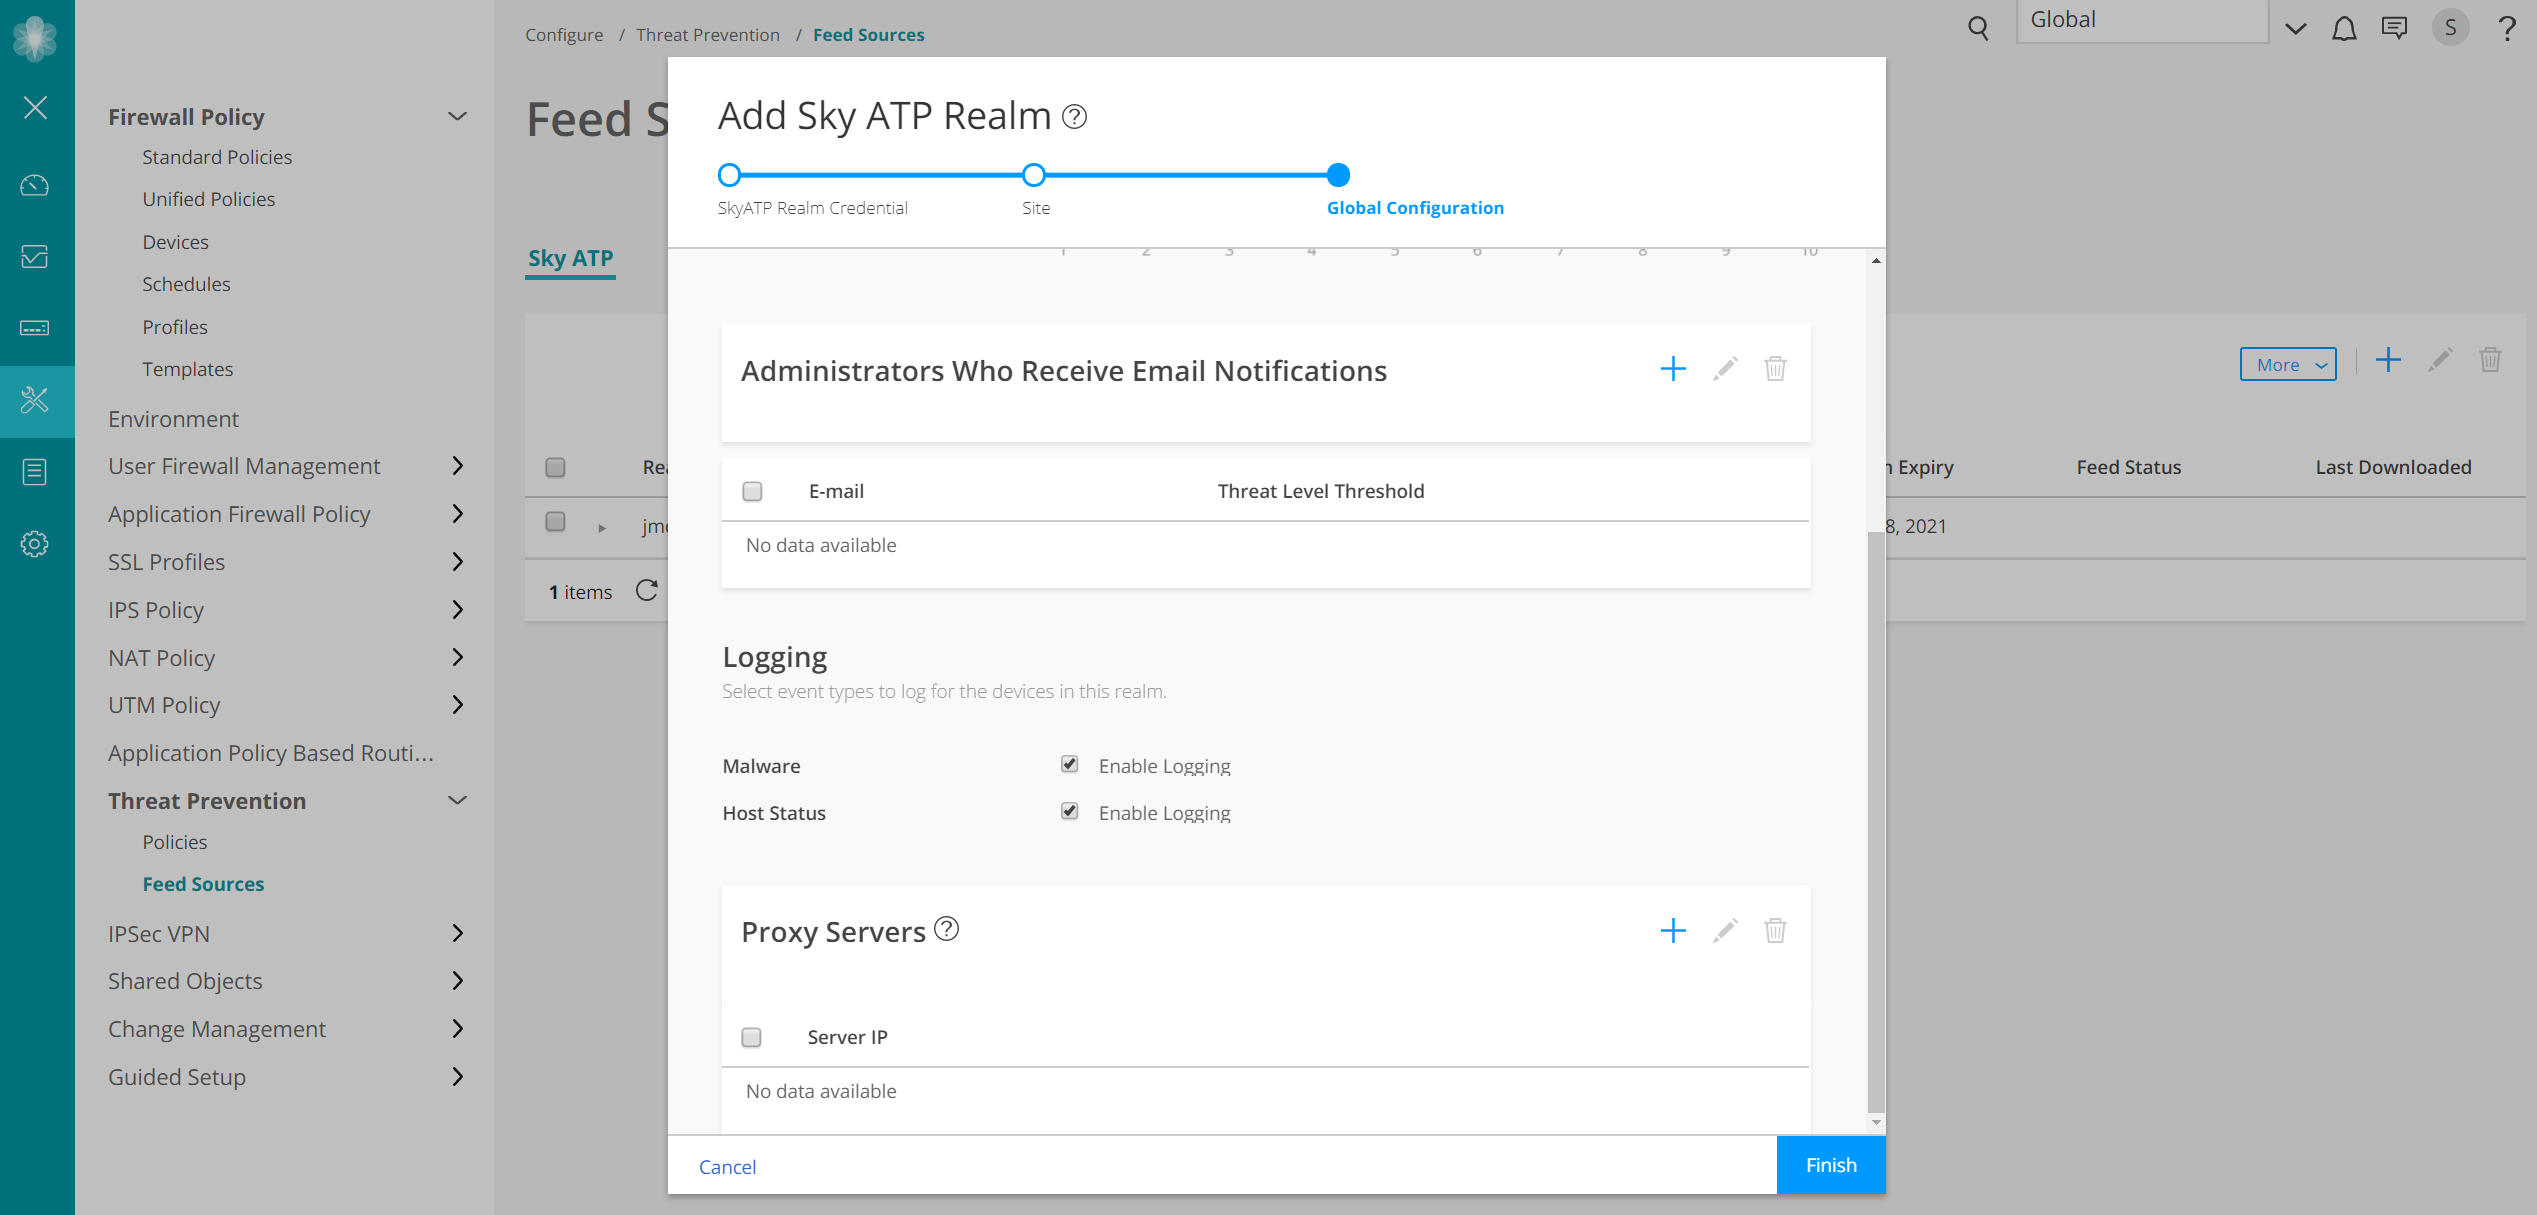 Configure / Threat Prevention / Feed Sources
Global
S
?
Firewall Policy
Standard Policies
Unified Policies
Devices
Schedules
Profiles
Templates
Environment
User Firewall Management
Application Firewall Policy
SSL Profiles
IPS Policy
NAT Policy
UTM Policy
Application Policy Based Routi...
Threat Prevention
Policies
Feed Sources
IPSec VPN
Shared Objects
Change Management
Guided Setup
Feed S
Sky ATP
More
Rea
n Expiry
Feed Status
Last Downloaded
jmc
8, 2021
1 items
Add Sky ATP Realm ?
SkyATP Realm Credential
Site
Global Configuration
1 2 3 4 5 6 7 8 9 10
Administrators Who Receive Email Notifications
E-mail
Threat Level Threshold
No data available
Logging
Select event types to log for the devices in this realm.
Malware
Enable Logging
Host Status
Enable Logging
Proxy Servers ?
Server IP
No data available
Cancel
Finish